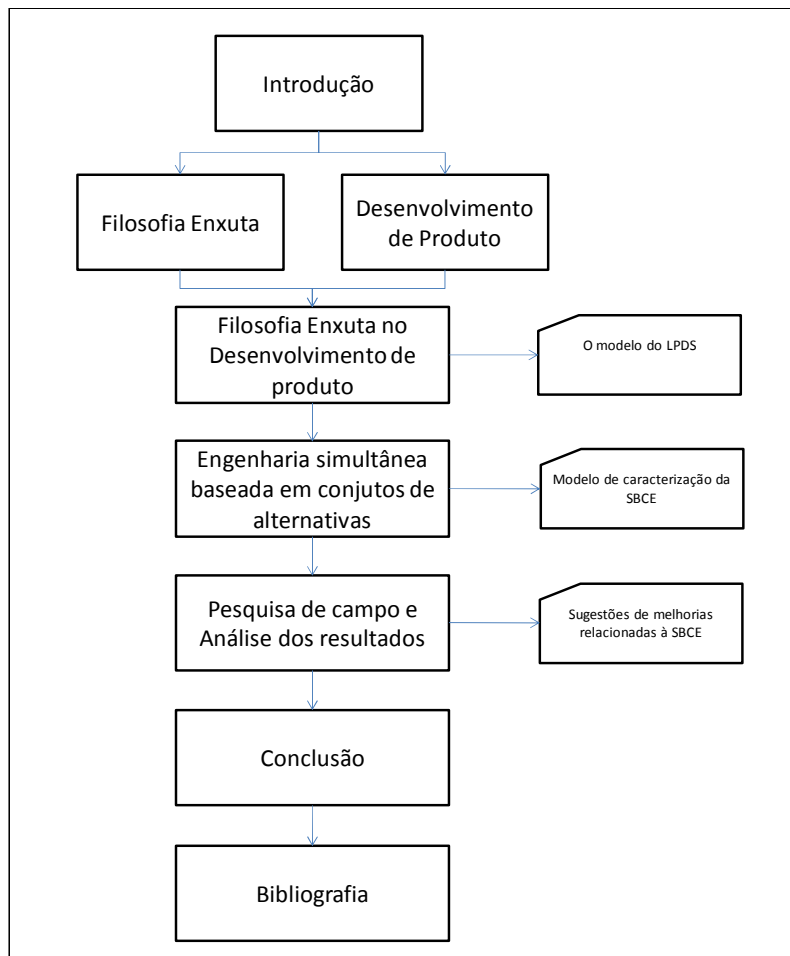 Introdução
Filosofia Enxuta
Desenvolvimento
de Produto
Filosofia Enxuta no
Desenvolvimento de
produto
O modelo do LPDS
Engenharia simultânea
baseada em conjutos de
alternativas
Modelo de caracterização da
SBCE
Pesquisa de campo e
Análise dos resultados
Sugestões de melhorias
relacionadas à SBCE
Conclusão
Bibliografia